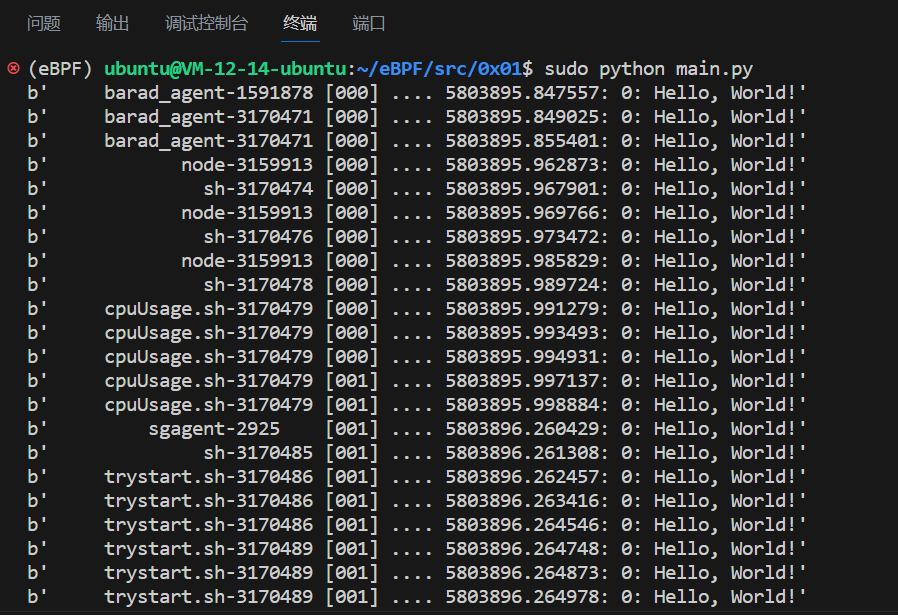 问题 输出 调试控制台 终端 端口
(eBPF) ubuntu@VM-12-14-ubuntu:~/eBPF/src/0x01$ sudo python main.py
b'     barad_agent-1591878 [000] .... 5803895.847557: 0: Hello, World!'
b'     barad_agent-3170471 [000] .... 5803895.849025: 0: Hello, World!'
b'     barad_agent-3170471 [000] .... 5803895.855401: 0: Hello, World!'
b'            node-3159913 [000] .... 5803895.962873: 0: Hello, World!'
b'              sh-3170474 [000] .... 5803895.967901: 0: Hello, World!'
b'            node-3159913 [000] .... 5803895.969766: 0: Hello, World!'
b'              sh-3170476 [000] .... 5803895.973472: 0: Hello, World!'
b'            node-3159913 [000] .... 5803895.985829: 0: Hello, World!'
b'              sh-3170478 [000] .... 5803895.989724: 0: Hello, World!'
b'     cpuUsage.sh-3170479 [000] .... 5803895.991279: 0: Hello, World!'
b'     cpuUsage.sh-3170479 [000] .... 5803895.993493: 0: Hello, World!'
b'     cpuUsage.sh-3170479 [000] .... 5803895.994931: 0: Hello, World!'
b'     cpuUsage.sh-3170479 [001] .... 5803895.997137: 0: Hello, World!'
b'     cpuUsage.sh-3170479 [001] .... 5803895.998884: 0: Hello, World!'
b'         sgagent-2925    [001] .... 5803896.260429: 0: Hello, World!'
b'              sh-3170485 [001] .... 5803896.261308: 0: Hello, World!'
b'     trystart.sh-3170486 [001] .... 5803896.262457: 0: Hello, World!'
b'     trystart.sh-3170486 [001] .... 5803896.263416: 0: Hello, World!'
b'     trystart.sh-3170486 [001] .... 5803896.264546: 0: Hello, World!'
b'     trystart.sh-3170489 [001] .... 5803896.264748: 0: Hello, World!'
b'     trystart.sh-3170489 [001] .... 5803896.264873: 0: Hello, World!'
b'     trystart.sh-3170489 [001] .... 5803896.264978: 0: Hello, World!'